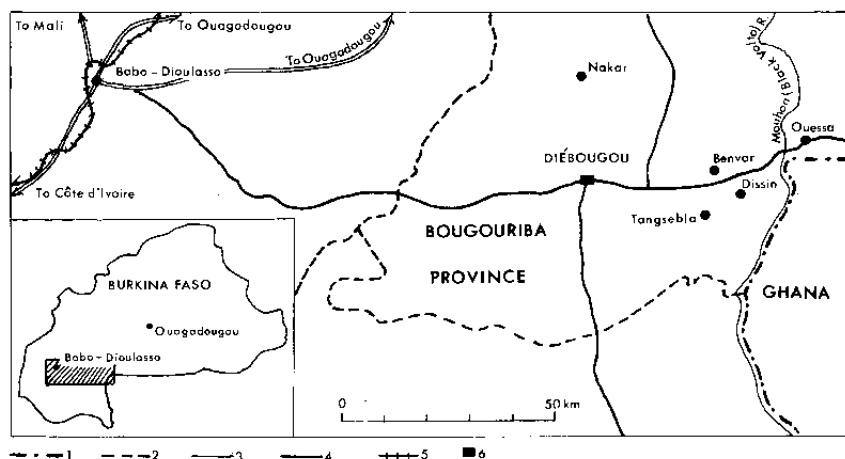 To Mali
To Ouagadougou
To Ouagadougou
Bobo - Dioulasso
To Côte d'Ivoire
Nakar
Mouhon (Black Volta) R.
Ouessa
Benvar
DIÉBOUGOU
Dissin
Tangsebla
BOUGOURIBA
PROVINCE
GHANA
BURKINA FASO
Ouagadougou
Bobo - Dioulasso
0 50 km
1 2 3 4 5 6